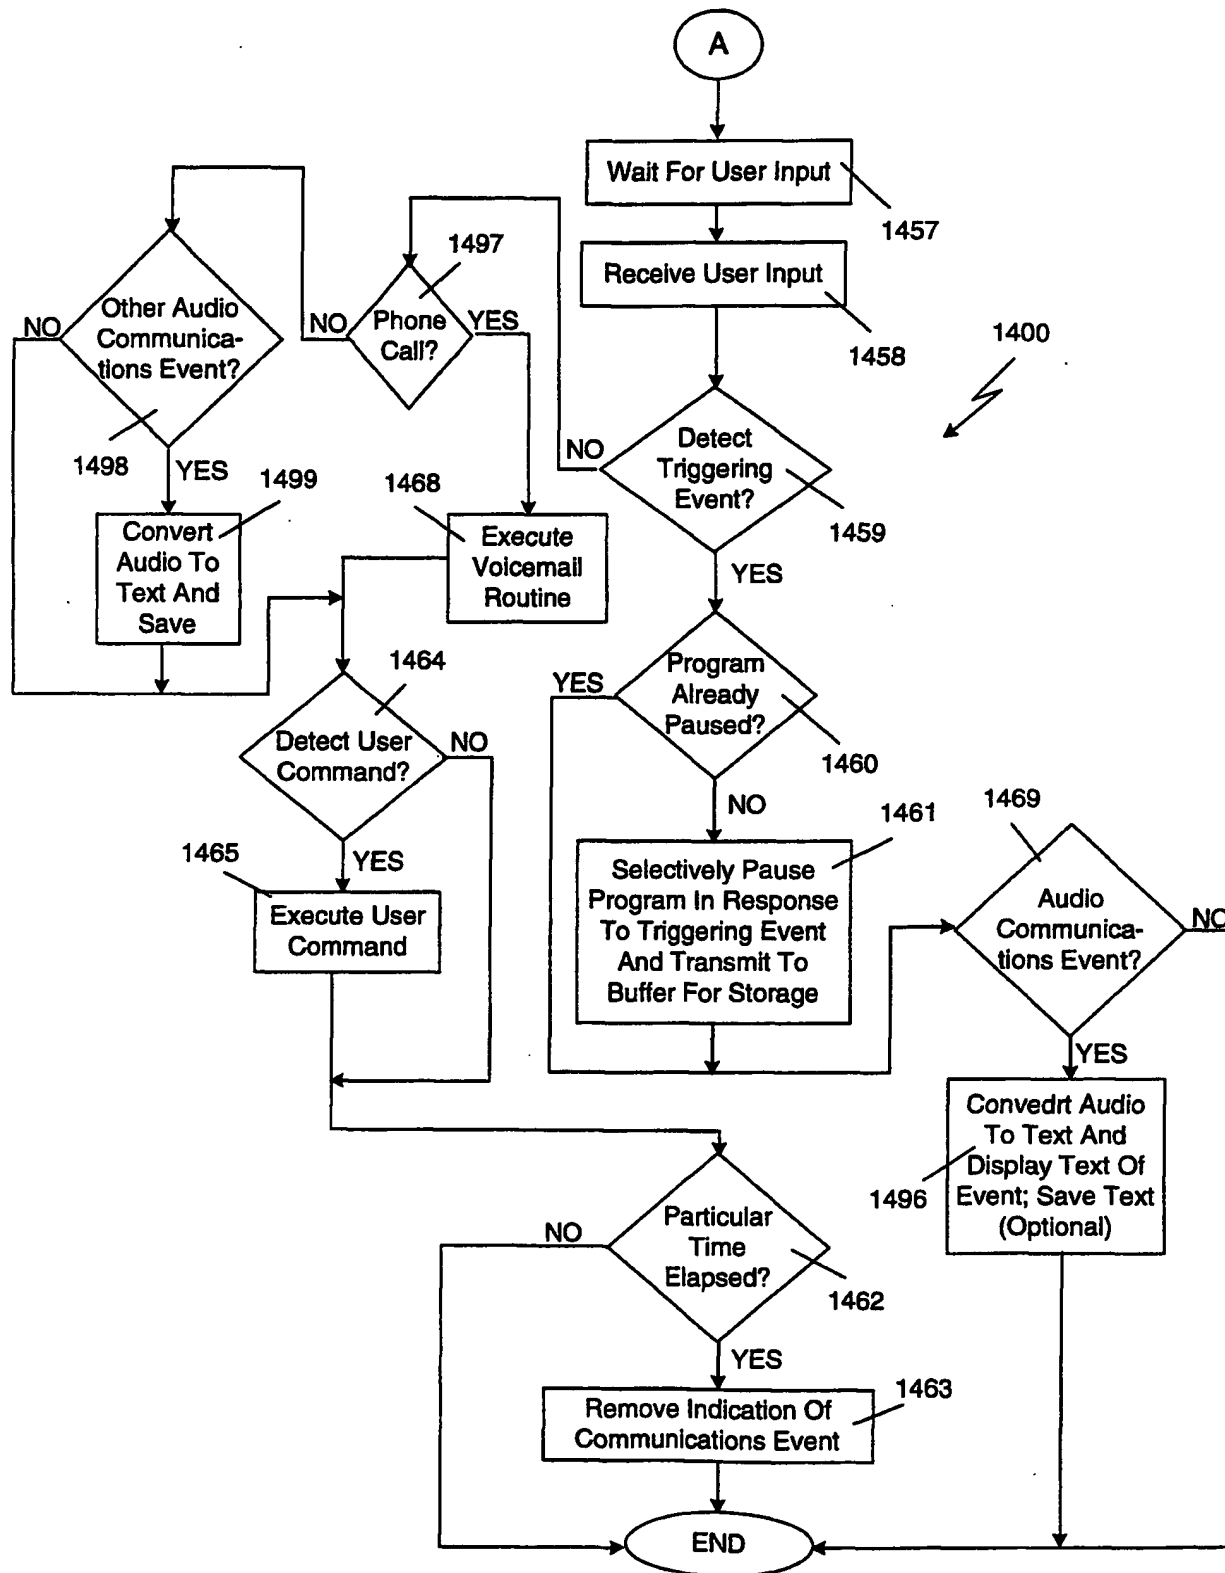 A
Wait For User Input
1457
Receive User Input
1458
1400
Detect
Triggering
Event?
1459
NO
YES
1497
Phone
Call?
NO
YES
Other Audio
Communica-
tions Event?
NO
1498
YES
1499
Convert
Audio To
Text And
Save
1468
Execute
Voicemail
Routine
1464
Detect User
Command?
NO
YES
1465
Execute User
Command
Program
Already
Paused?
YES
1460
NO
1461
Selectively Pause
Program In Response
To Triggering Event
And Transmit To
Buffer For Storage
1469
Audio
Communica-
tions Event?
NO
YES
Convedrt Audio
To Text And
Display Text Of
Event; Save Text
(Optional)
1496
Particular
Time
Elapsed?
NO
1462
YES
1463
Remove Indication Of
Communications Event
END